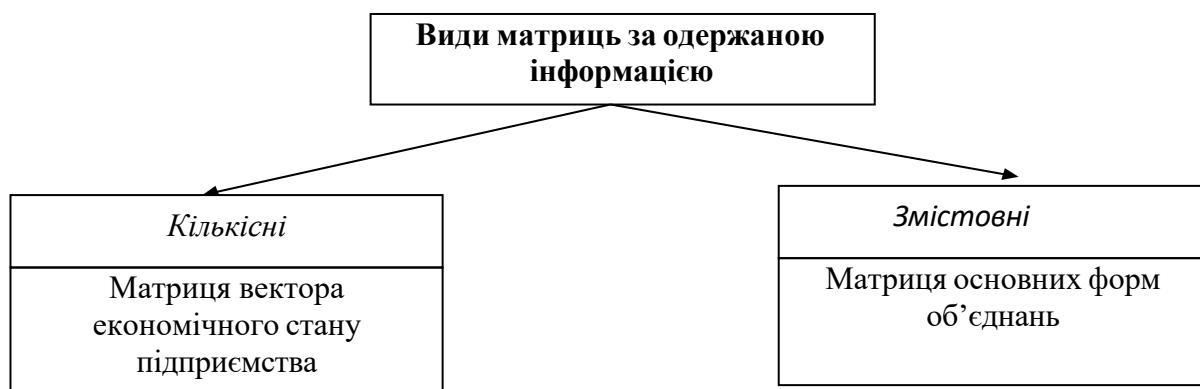 Види матриць за одержаною
інформацією
Кількісні
Матриця вектора
економічного стану
підприємства
Змістовні
Матриця основних форм
об’єднань